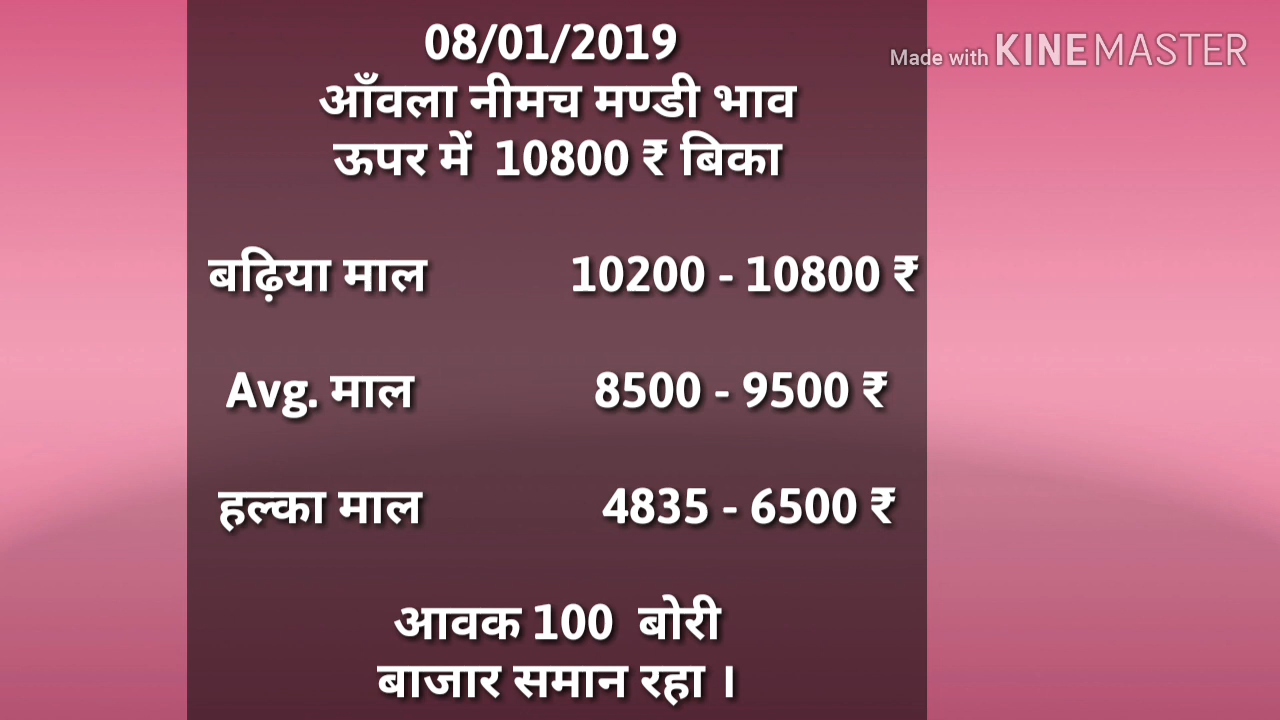 08/01/2019
Made with KINEMASTER
आँवला नीमच मण्डी भाव
ऊपर में 10800 ₹ बिका
बढ़िया माल 10200 - 10800 ₹
Avg. माल 8500 - 9500 ₹
हल्का माल 4835 - 6500 ₹
आवक 100 बोरी
बाजार समान रहा ।